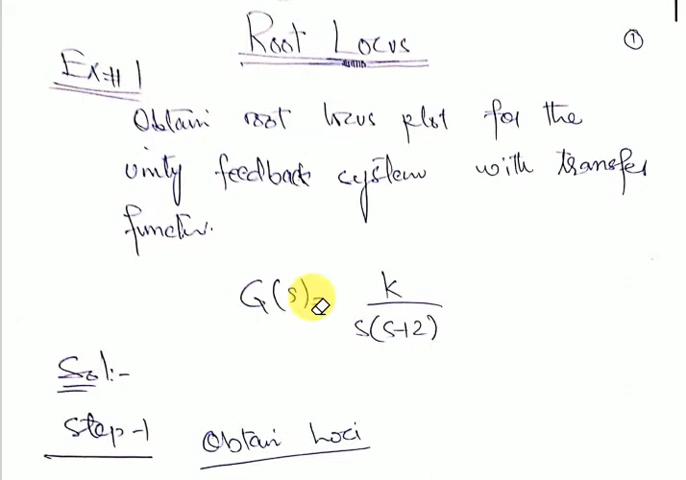 Root Locus
①
Ex#1
Obtain root locus plot for the
unity feedback system with transfer
function.
G(s) = k / s(s+2)
Sol:-
Step-1 Obtain Loci